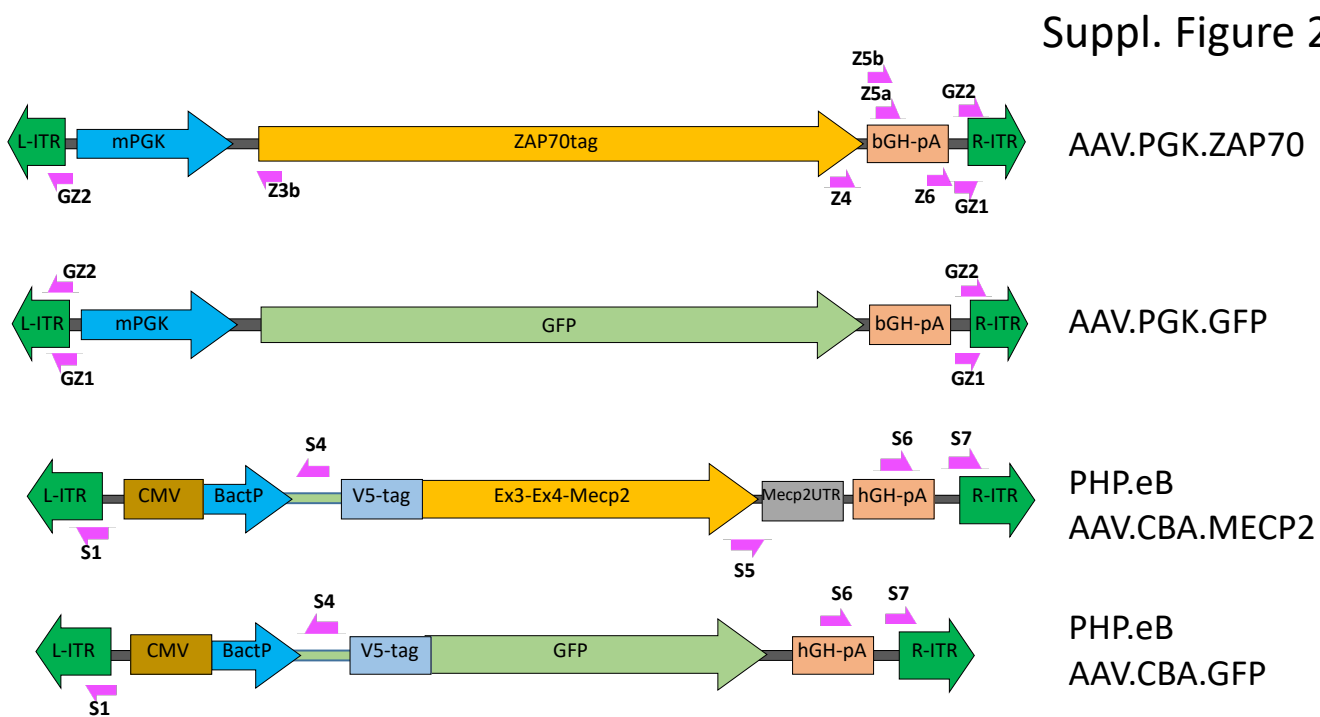 Suppl. Figure 2
Z5b
Z5a
GZ2
L-ITR
mPGK
ZAP70tag
bGH-pA
R-ITR
AAV.PGK.ZAP70
GZ2
Z3b
Z4
Z6
GZ1
GZ2
GZ2
L-ITR
mPGK
GFP
bGH-pA
R-ITR
AAV.PGK.GFP
GZ1
GZ1
S4
S6
S7
L-ITR
CMV
BactP
V5-tag
Ex3-Ex4-Mecp2
Mecp2UTR
hGH-pA
R-ITR
PHP.eB
AAV.CBA.MECP2
S1
S5
S4
S6
S7
L-ITR
CMV
BactP
V5-tag
GFP
hGH-pA
R-ITR
PHP.eB
AAV.CBA.GFP
S1